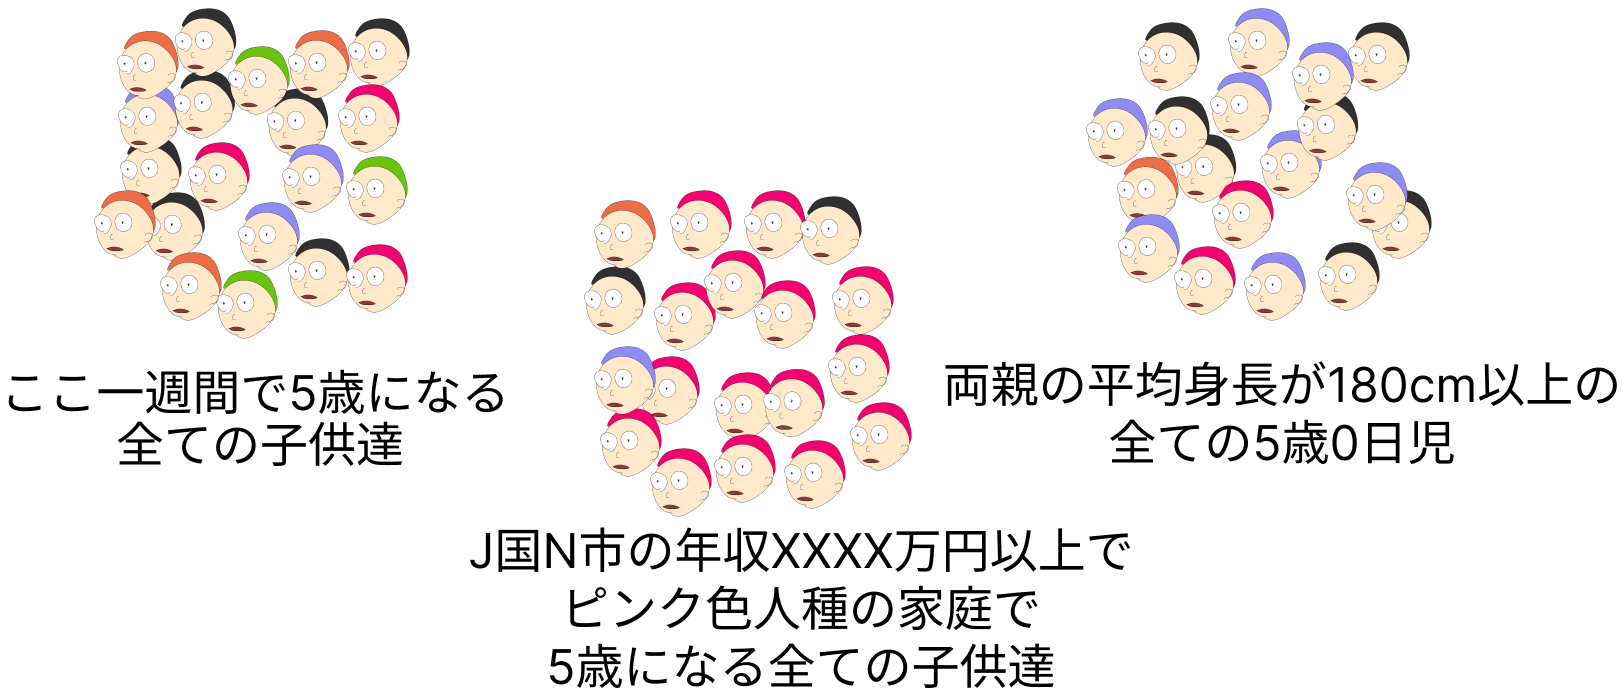 ここ一週間で5歳になる
全ての子供達
J国N市の年収XXXX万円以上で
ピンク色人種の家庭で
5歳になる全ての子供達
両親の平均身長が180cm以上の
全ての5歳0日児